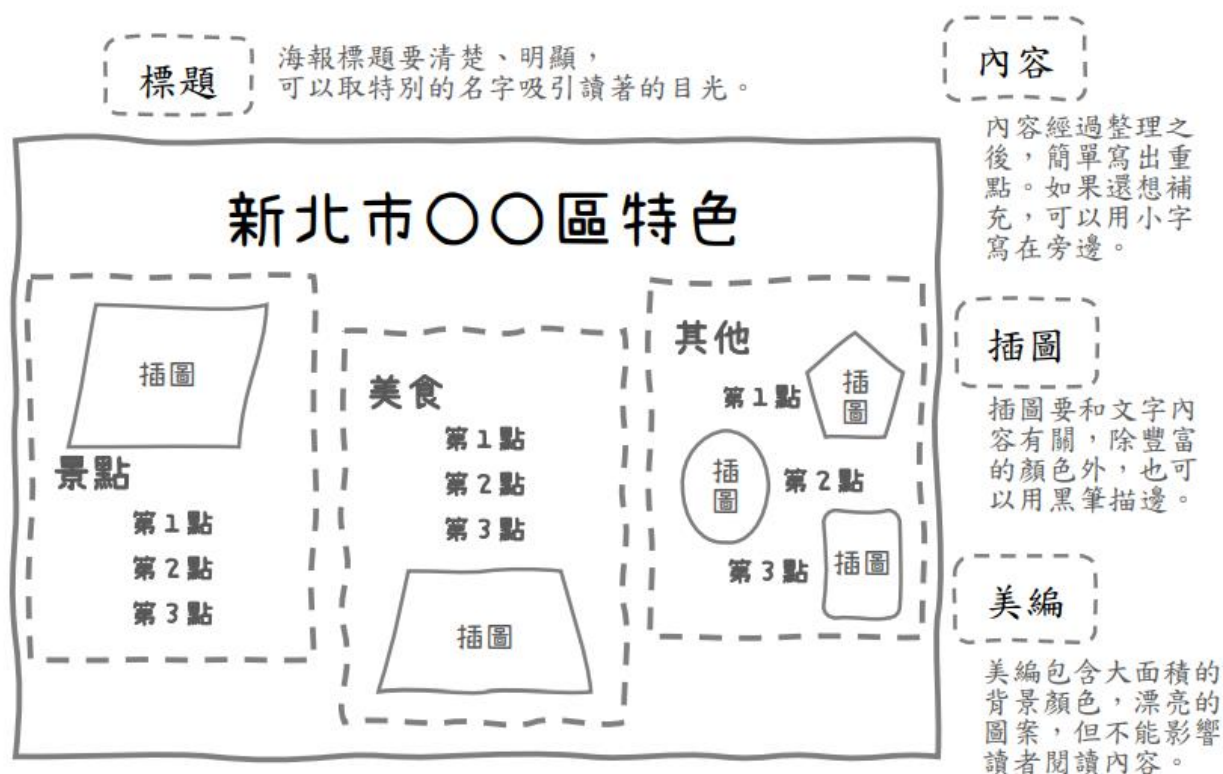 標題
海報標題要清楚、明顯，
可以取特別的名字吸引讀著的目光。
新北市○○區特色
插圖
景點
第1點
第2點
第3點
美食
第1點
第2點
第3點
插圖
其他
第1點
插
圖
插
圖
第2點
第3點
插圖
內容
內容經過整理之
後，簡單寫出重
點。如果還想補
充，可以用小字
寫在旁邊。
插圖
插圖要和文字內
容有關，除豐富
的顏色外，也可
以用黑筆描邊。
美編
美編包含大面積的
背景顏色，漂亮的
圖案，但不能影響
讀者閱讀內容。